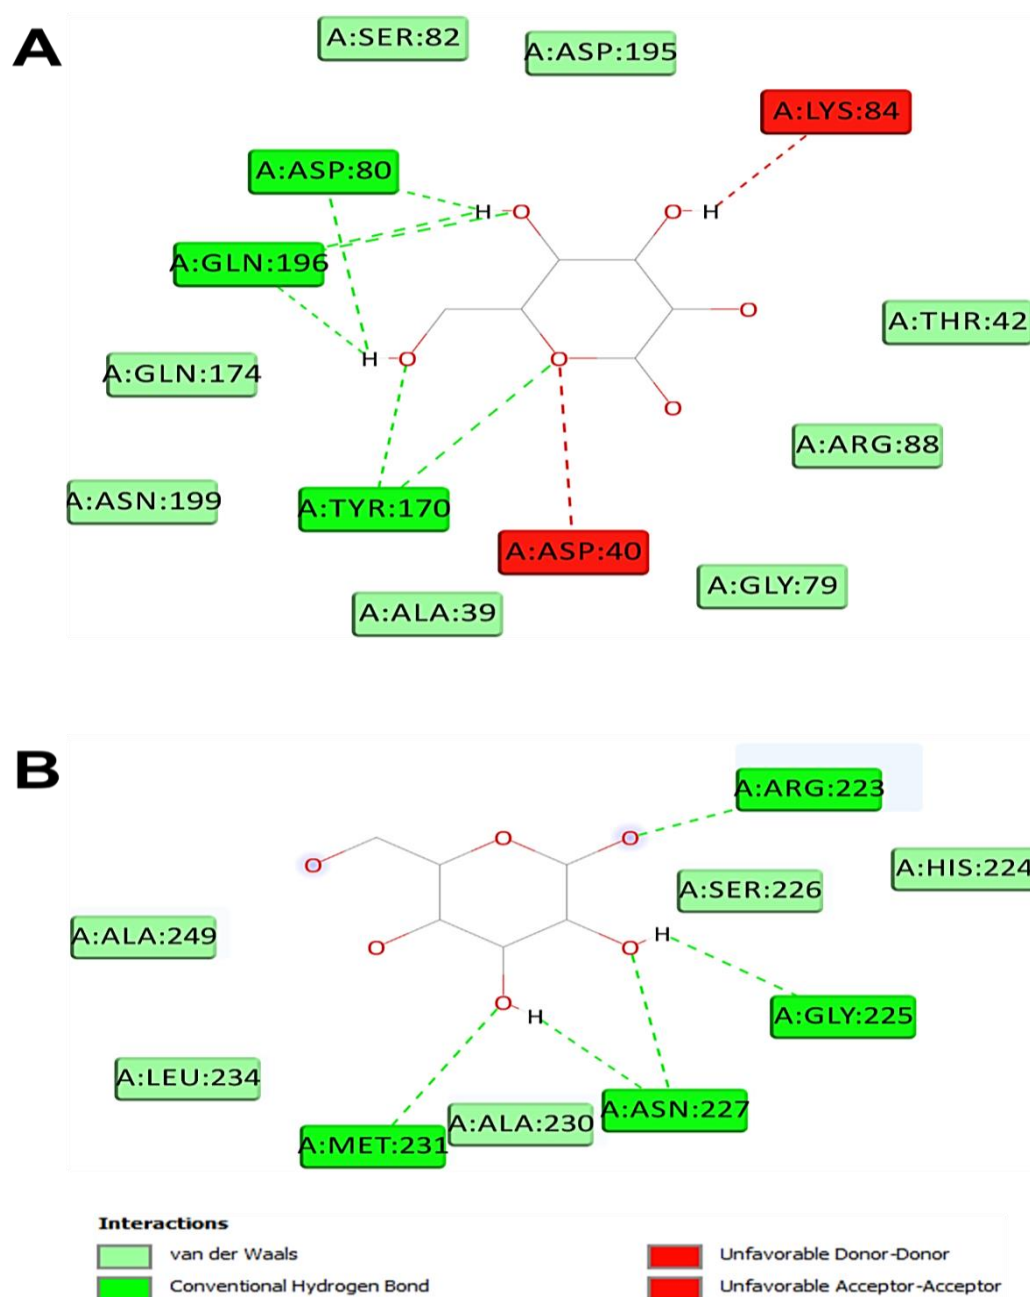 A
A:SER:82
A:ASP:195
A:LYS:84
A:ASP:80
H O
O H
A:GLN:196
O
A:THR:42
H O
O
A:GLN:174
O
A:ARG:88
A:ASN:199
A:TYR:170
A:ASP:40
A:GLY:79
A:ALA:39
B
A:ARG:223
O
O
O
A:HIS:224
A:SER:226
A:ALA:249
O
O H
O H
A:GLY:225
A:LEU:234
A:ASN:227
A:ALA:230
A:MET:231
Interactions
van der Waals
Unfavorable Donor-Donor
Conventional Hydrogen Bond
Unfavorable Acceptor-Acceptor